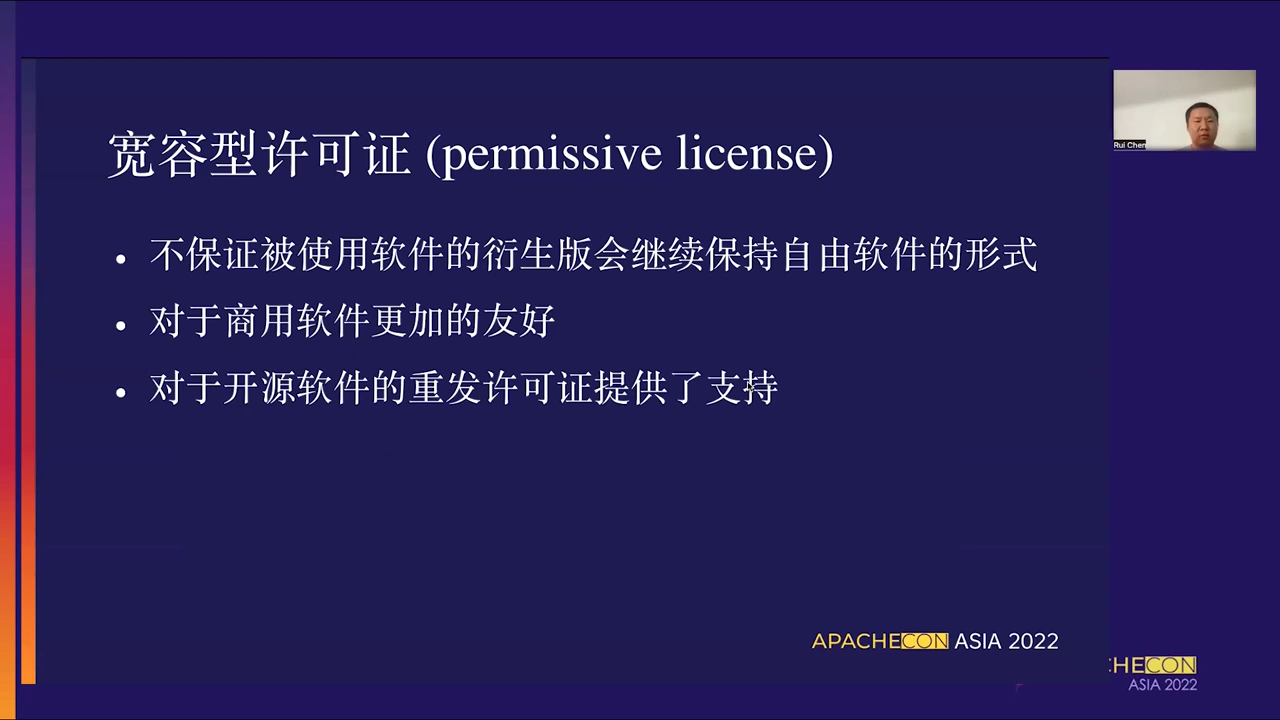 宽容型许可证 (permissive license)
• 不保证被使用软件的衍生版会继续保持自由软件的形式
• 对于商用软件更加的友好
• 对于开源软件的重发许可证提供了支持
Rui Chen
APACHECON ASIA 2022
CHECON
ASIA 2022